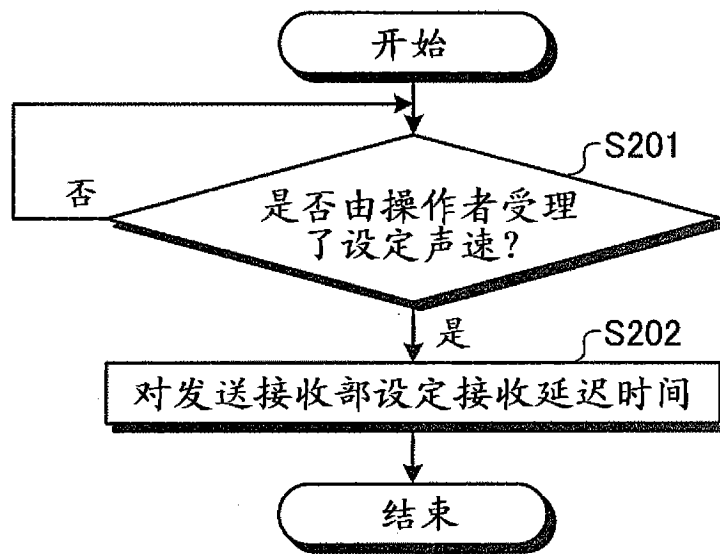 开始
S201
否
是否由操作者受理
了设定声速?
是
S202
对发送接收部设定接收延迟时间
结束